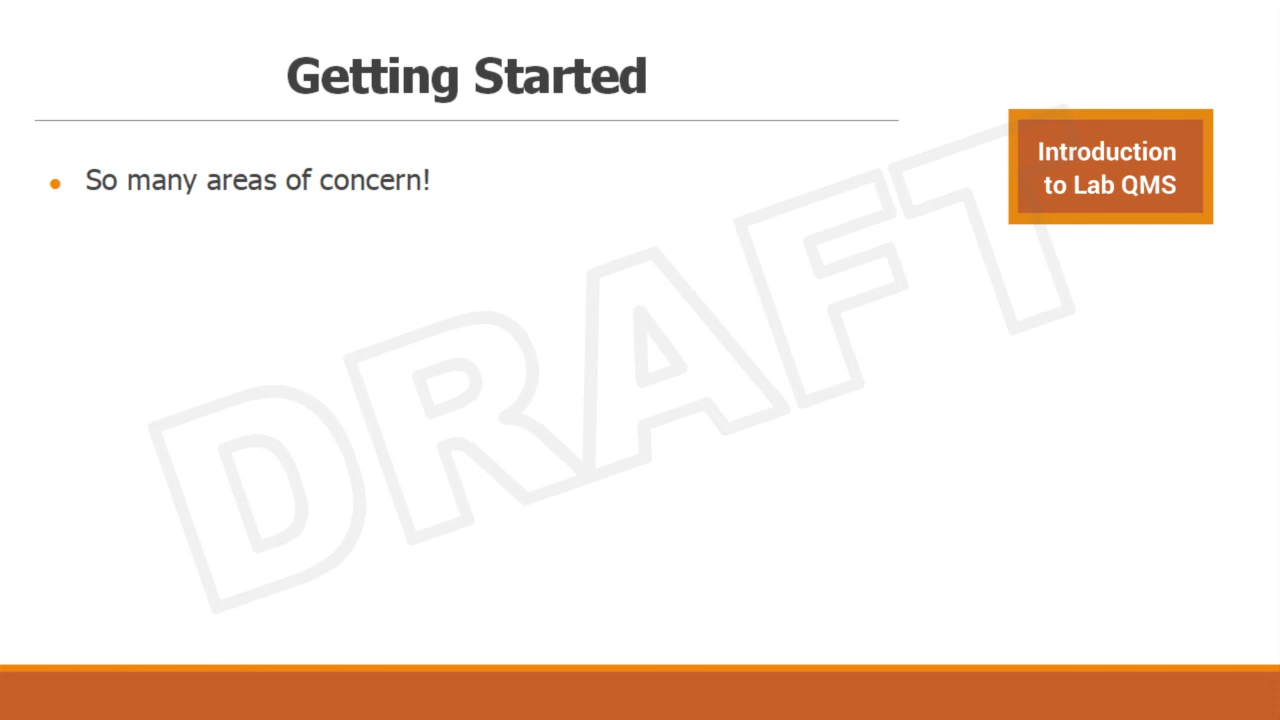 Getting Started
Introduction
to Lab QMS
• So many areas of concern!
DRAFT